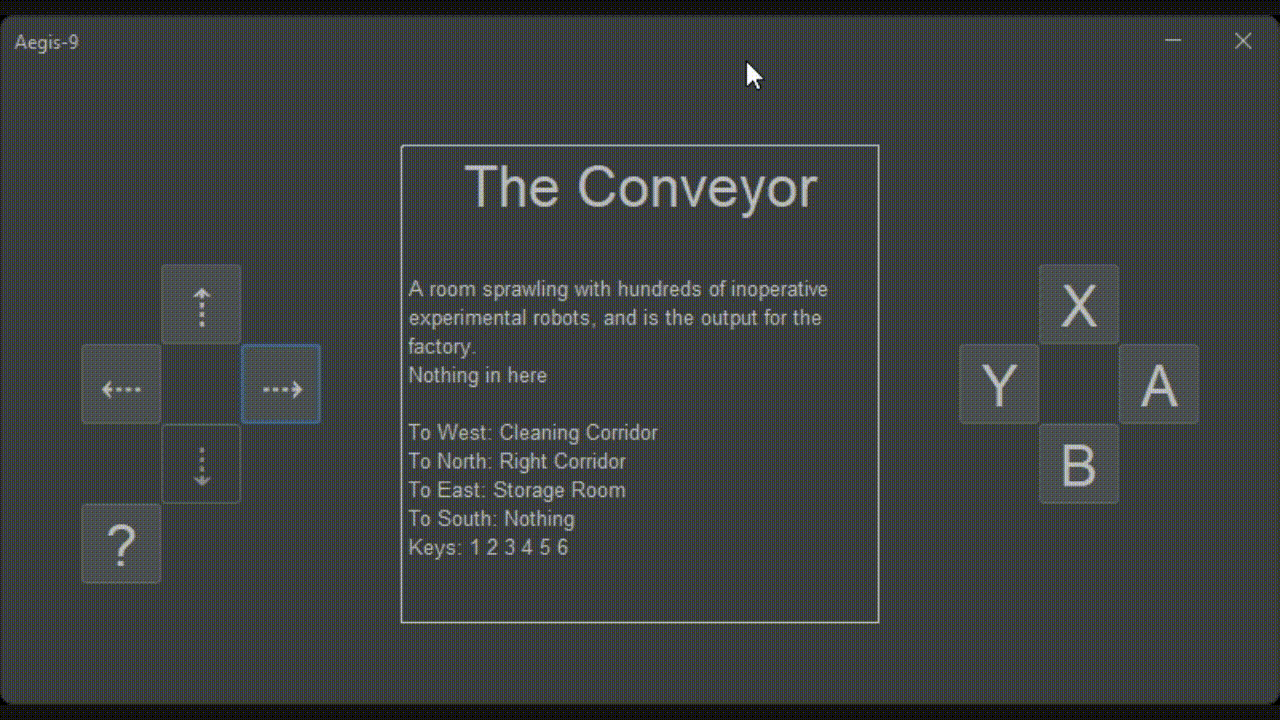 Aegis-9
The Conveyor
A room sprawling with hundreds of inoperative
experimental robots, and is the output for the
factory.
Nothing in here
To West: Cleaning Corridor
To North: Right Corridor
To East: Storage Room
To South: Nothing
Keys: 1 2 3 4 5 6
?
X
Y
A
B